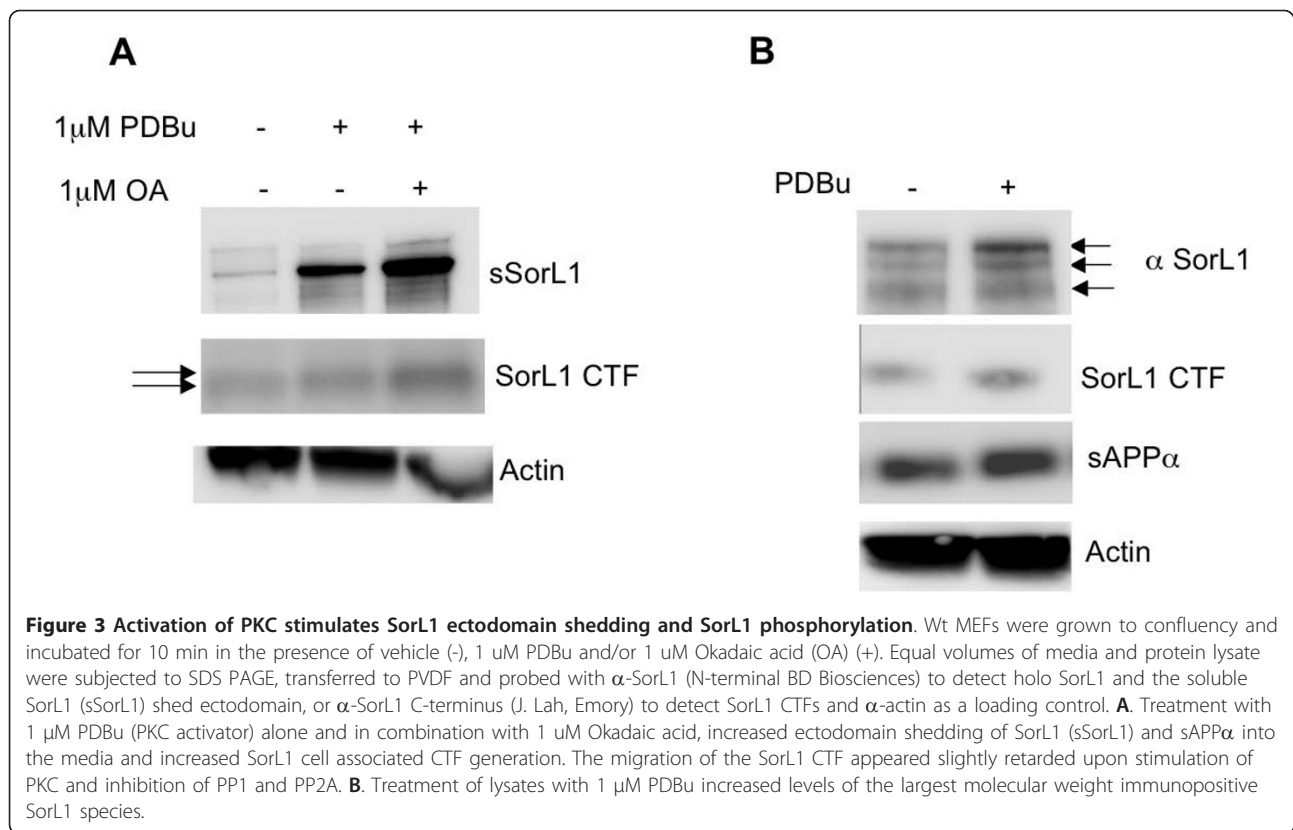 A
1μM PDBu - + +
1μM OA - - +
sSorL1
SorL1 CTF
Actin
B
PDBu - +
α SorL1
SorL1 CTF
sAPPα
Actin
Figure 3 Activation of PKC stimulates SorL1 ectodomain shedding and SorL1 phosphorylation. Wt MEFs were grown to confluency and
incubated for 10 min in the presence of vehicle (-), 1 uM PDBu and/or 1 uM Okadaic acid (OA) (+). Equal volumes of media and protein lysate
were subjected to SDS PAGE, transferred to PVDF and probed with α-SorL1 (N-terminal BD Biosciences) to detect holo SorL1 and the soluble
SorL1 (sSorL1) shed ectodomain, or α-SorL1 C-terminus (J. Lah, Emory) to detect SorL1 CTFs and α-actin as a loading control. A. Treatment with
1 μM PDBu (PKC activator) alone and in combination with 1 uM Okadaic acid, increased ectodomain shedding of SorL1 (sSorL1) and sAPPα into
the media and increased SorL1 cell associated CTF generation. The migration of the SorL1 CTF appeared slightly retarded upon stimulation of
PKC and inhibition of PP1 and PP2A. B. Treatment of lysates with 1 μM PDBu increased levels of the largest molecular weight immunopositive
SorL1 species.